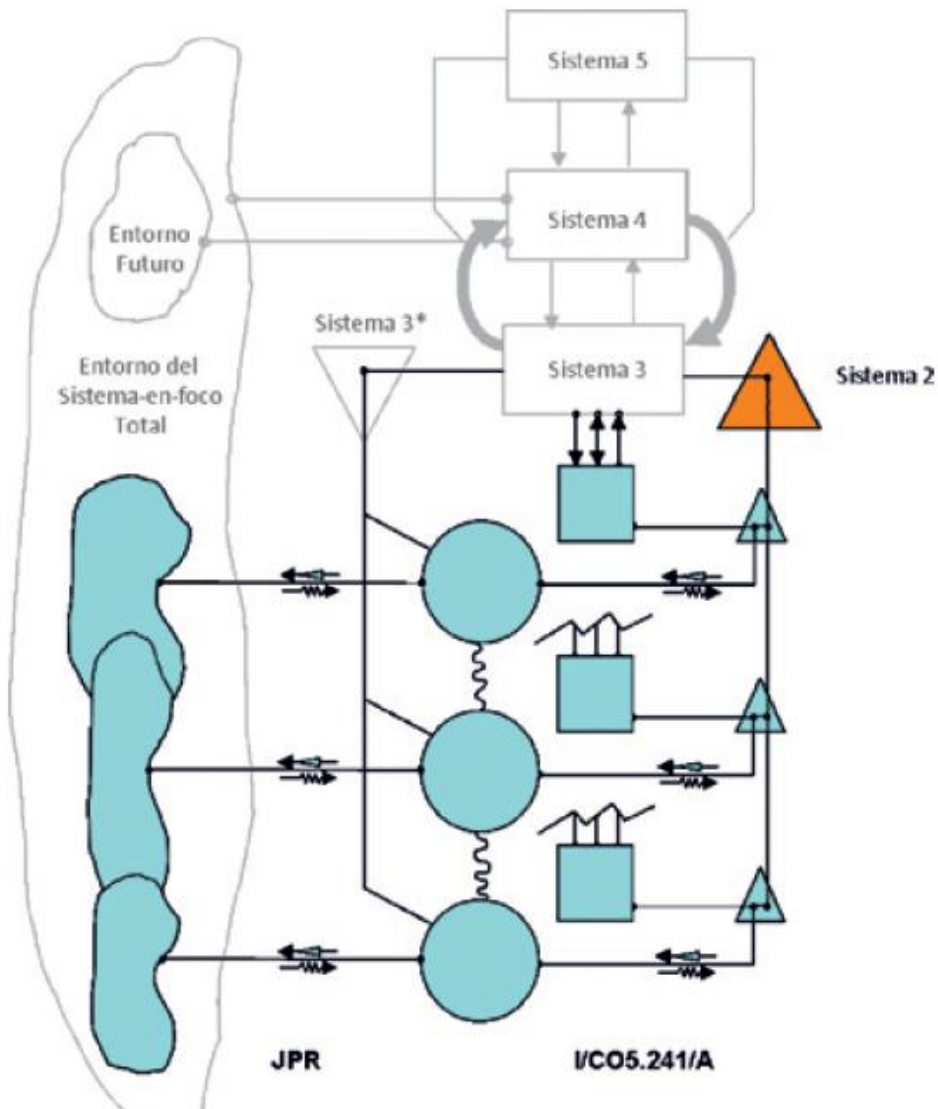 Sistema 5
Entorno
Futuro
Sistema 4
Sistema 3*
Sistema 3
Sistema 2
Entorno del
Sistema-en-foco
Total
JPR
I/CO5.241/A